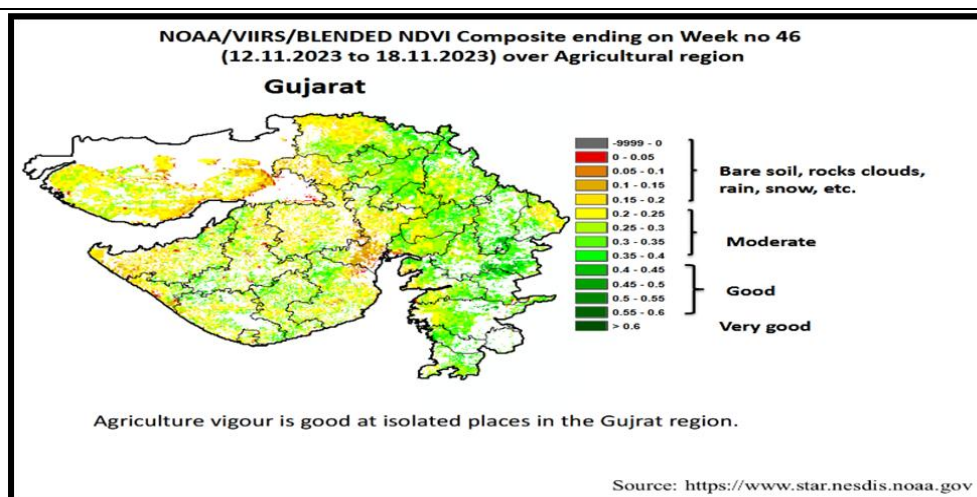 NOAA/VIIRS/BLENDED NDVI Composite ending on Week no 46
(12.11.2023 to 18.11.2023) over Agricultural region
Gujarat
-9999 - 0
0 - 0.05
0.05 - 0.1
0.1 - 0.15
0.15 - 0.2
0.2 - 0.25
0.25 - 0.3
0.3 - 0.35
0.35 - 0.4
0.4 - 0.45
0.45 - 0.5
0.5 - 0.55
0.55 - 0.6
> 0.6
Bare soil, rocks clouds,
rain, snow, etc.
Moderate
Good
Very good
Agriculture vigour is good at isolated places in the Gujrat region.
Source: https://www.star.nesdis.noaa.gov